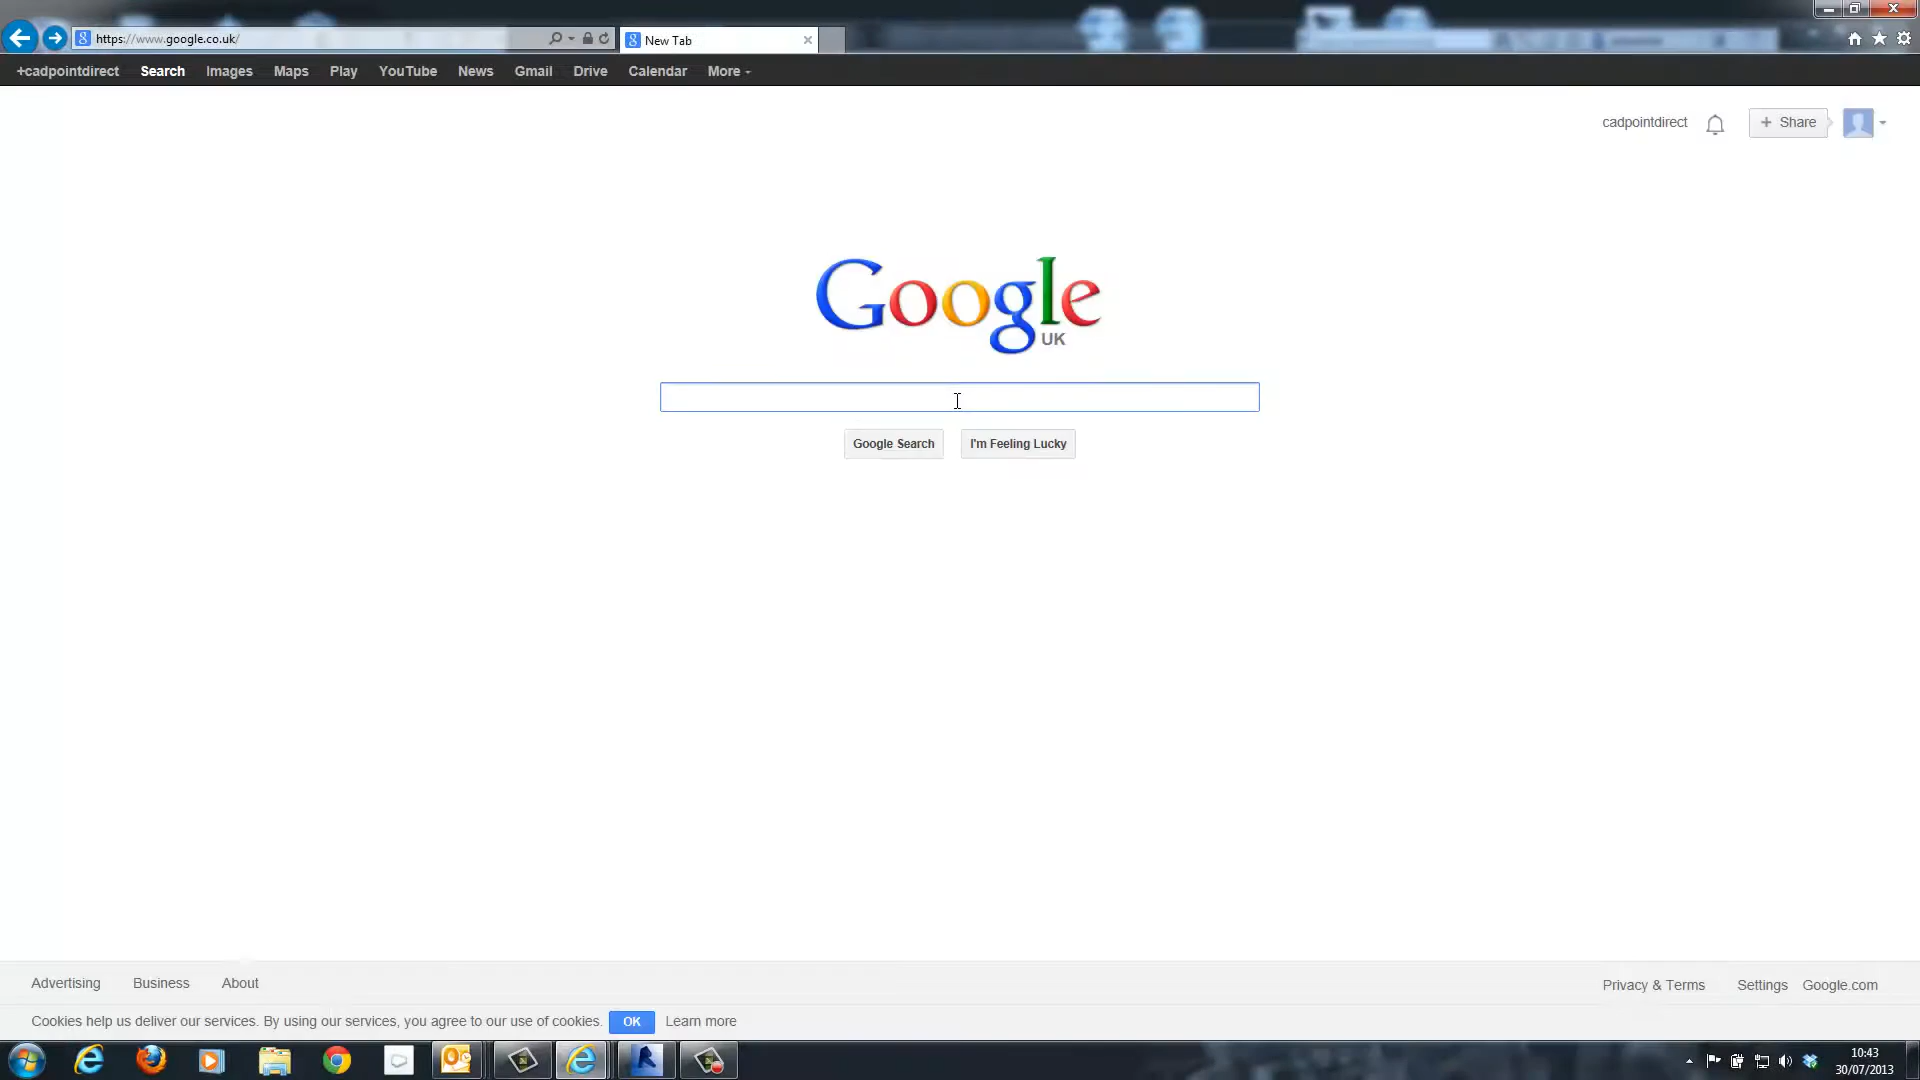 https://www.google.co.uk/
New Tab
+cadpointdirect Search Images Maps Play YouTube News Gmail Drive Calendar More
cadpointdirect
+ Share
Google
UK
Google Search
I'm Feeling Lucky
Advertising Business About
Privacy & Terms Settings Google.com
Cookies help us deliver our services. By using our services, you agree to our use of cookies. OK Learn more
10:43
30/07/2013